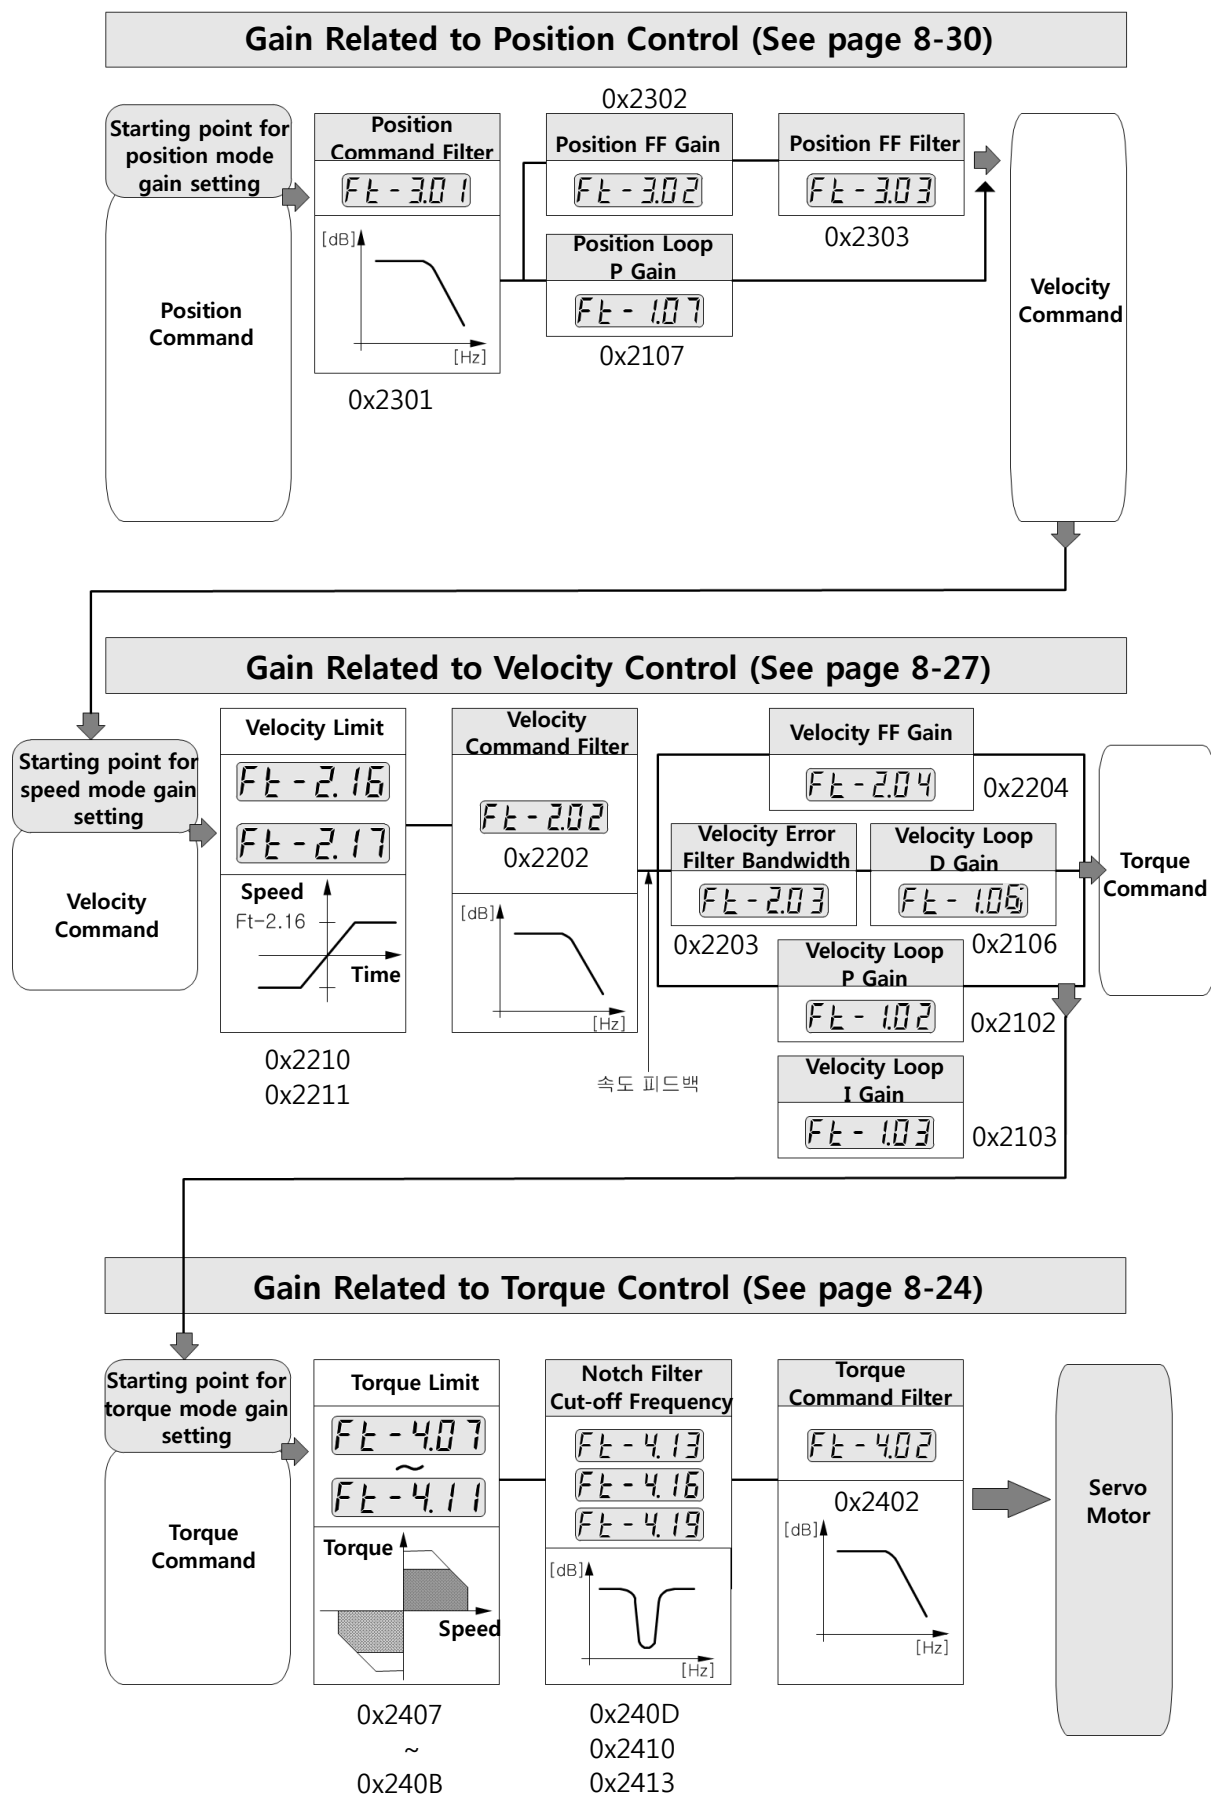 Gain Related to Position Control (See page 8-30)
Starting point for
position mode
gain setting
Position
Command
Position
Command Filter
Ft-3.01
[dB]
[Hz]
0x2301
0x2302
Position FF Gain
Ft-3.02
Position FF Filter
Ft-3.03
0x2303
Position Loop
P Gain
Ft-1.07
0x2107
Velocity
Command
Gain Related to Velocity Control (See page 8-27)
Starting point for
speed mode gain
setting
Velocity
Command
Velocity Limit
Ft-2.16
Ft-2.17
Speed
Ft-2.16
Time
0x2210
0x2211
Velocity
Command Filter
Ft-2.02
0x2202
[dB]
[Hz]
속도 피드백
Velocity FF Gain
Ft-2.04
0x2204
Velocity Error
Filter Bandwidth
Ft-2.03
0x2203
Velocity Loop
D Gain
Ft-1.06
0x2106
Velocity Loop
P Gain
Ft-1.02
0x2102
Velocity Loop
I Gain
Ft-1.03
0x2103
Torque
Command
Gain Related to Torque Control (See page 8-24)
Starting point for
torque mode gain
setting
Torque
Command
Torque Limit
Ft-4.07
~
Ft-4.11
Torque
Speed
0x2407
~
0x240B
Notch Filter
Cut-off Frequency
Ft-4.13
Ft-4.16
Ft-4.19
[dB]
[Hz]
0x240D
0x2410
0x2413
Torque
Command Filter
Ft-4.02
0x2402
[dB]
[Hz]
Servo
Motor